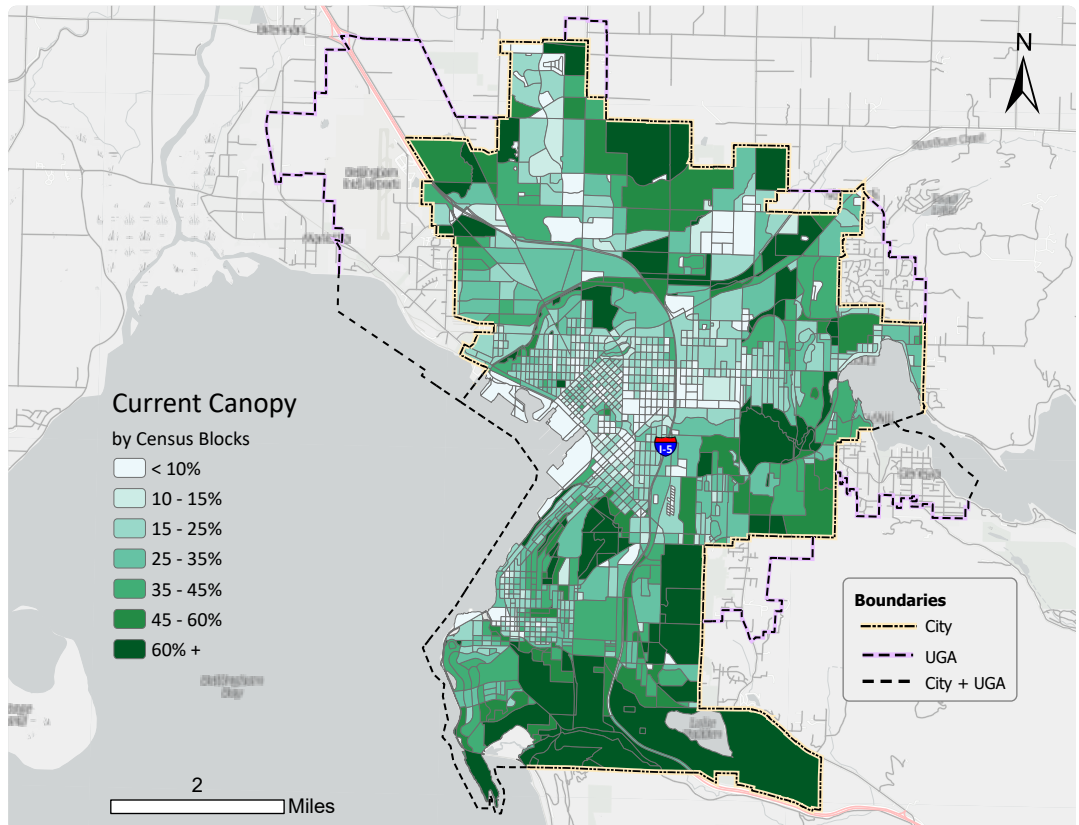 N
I-5
Current Canopy
by Census Blocks
< 10%
10 - 15%
15 - 25%
25 - 35%
35 - 45%
45 - 60%
60% +
Boundaries
City
UGA
City + UGA
2
Miles